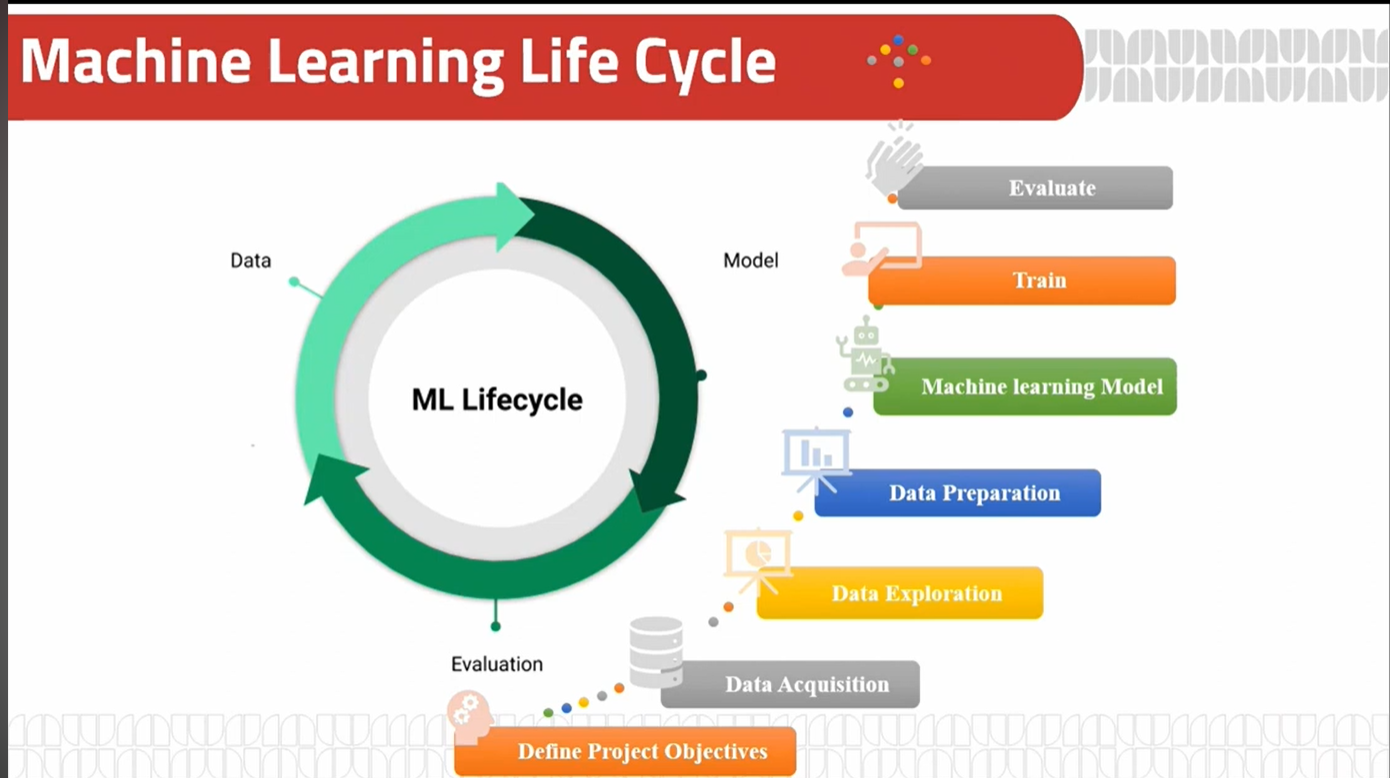 Machine Learning Life Cycle
Data
Model
ML Lifecycle
Evaluation
Evaluate
Train
Machine learning Model
Data Preparation
Data Exploration
Data Acquisition
Define Project Objectives